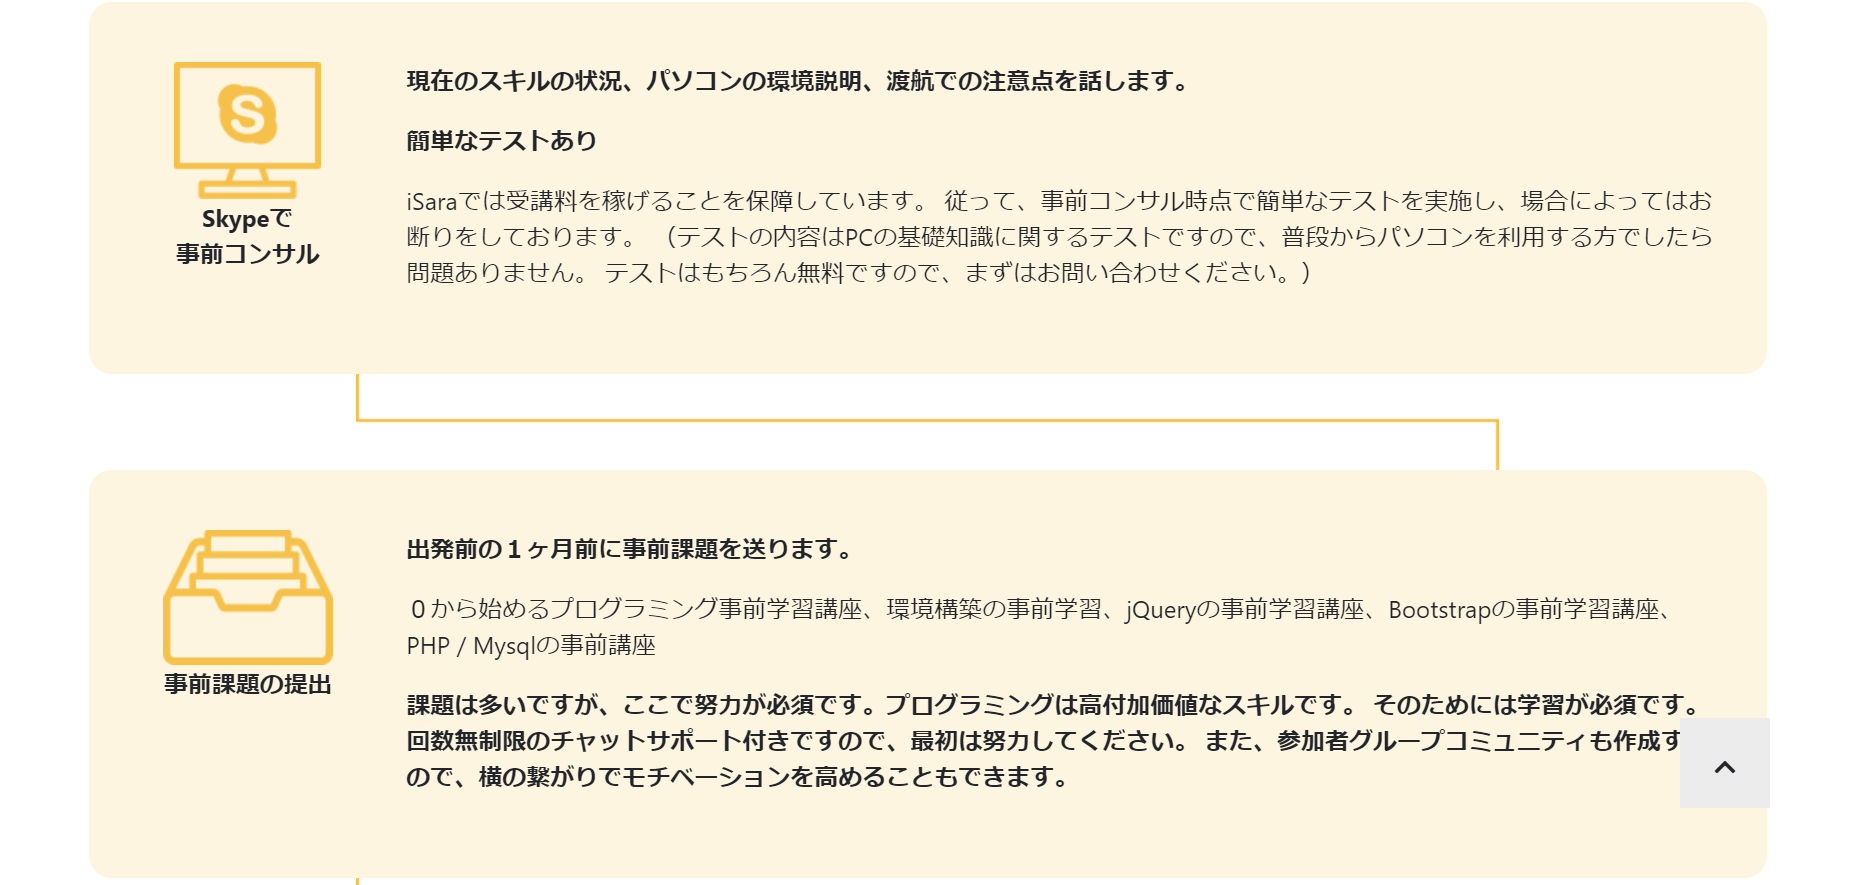 Skypeで
事前コンサル
現在のスキルの状況、パソコンの環境説明、渡航での注意点を話します。
簡単なテストあり
iSaraでは受講料を稼げることを保障しています。 従って、事前コンサル時点で簡単なテストを実施し、場合によってはお
断りをしております。 （テストの内容はPCの基礎知識に関するテストですので、普段からパソコンを利用する方でしたら
問題ありません。 テストはもちろん無料ですので、まずはお問い合わせください。）
事前課題の提出
出発前の１ヶ月前に事前課題を送ります。
０から始めるプログラミング事前学習講座、環境構築の事前学習、jQueryの事前学習講座、Bootstrapの事前学習講座、
PHP / Mysqlの事前講座
課題は多いですが、ここで努力が必須です。プログラミングは高付加価値なスキルです。 そのためには学習が必須です。
回数無制限のチャットサポート付きですので、最初は努力してください。 また、参加者グループコミュニティも作成す
ので、横の繋がりでモチベーションを高めることもできます。